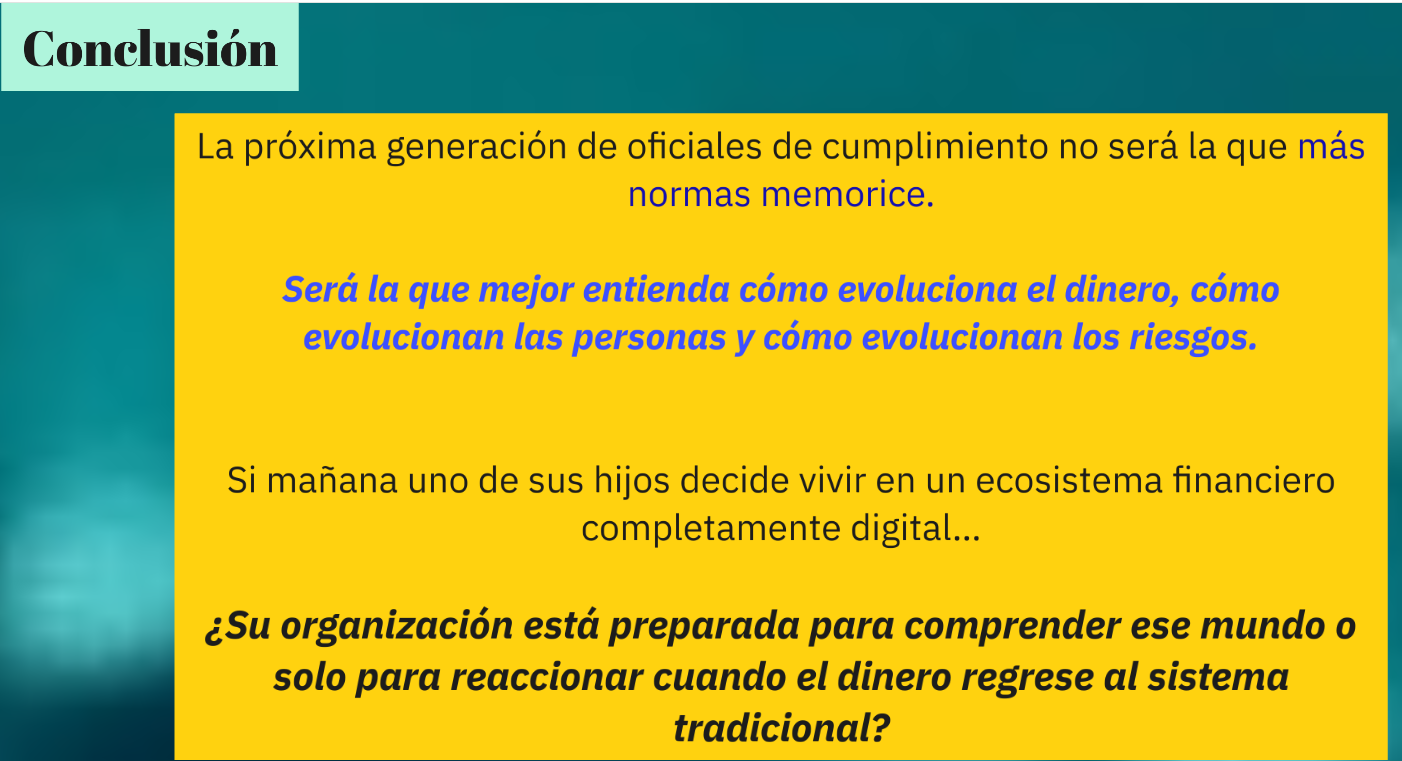 Conclusión
La próxima generación de oficiales de cumplimiento no será la que más
normas memorice.
Será la que mejor entienda cómo evoluciona el dinero, cómo
evolucionan las personas y cómo evolucionan los riesgos.
Si mañana uno de sus hijos decide vivir en un ecosistema financiero
completamente digital...
¿Su organización está preparada para comprender ese mundo o
solo para reaccionar cuando el dinero regrese al sistema
tradicional?